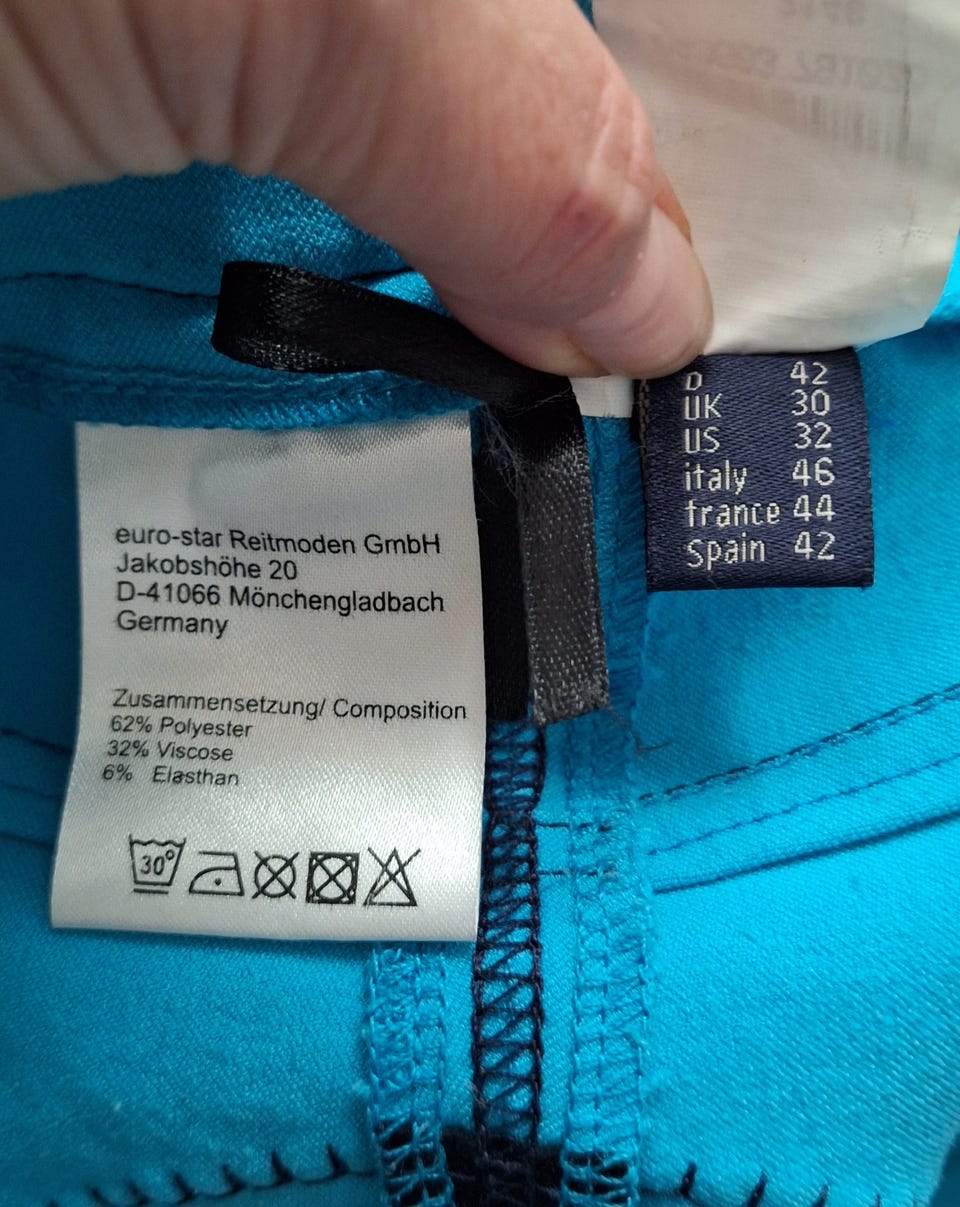 euro-star Reitmoden GmbH
Jakobshöhe 20
D-41066 Mönchengladbach
Germany
Zusammensetzung/ Composition
62% Polyester
32% Viscose
6% Elasthan
30°
D 42
UK 30
US 32
italy 46
france 44
Spain 42